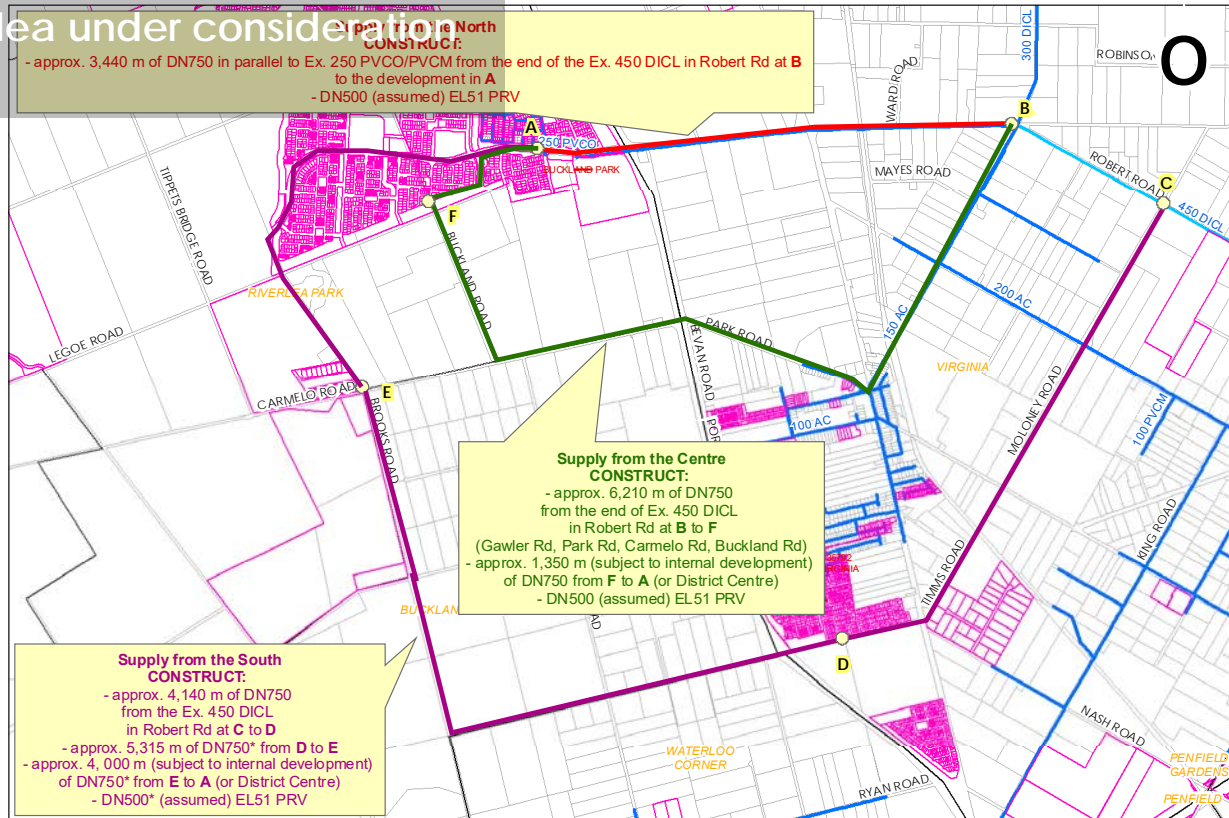 lea under consideration
Supply from the North
CONSTRUCT:
- approx. 3,440 m of DN750 in parallel to Ex. 250 PVCO/PVCM from the end of the Ex. 450 DICL in Robert Rd at B
to the development in A
- DN500 (assumed) EL51 PRV
300 DICL
O
WARD ROAD
B
A
250 PVCO
BUCKLAND PARK
MAYES ROAD
ROBERT ROAD
C
450 DICL
TIPPETS BRIDGE ROAD
F
BUCKLAND ROAD
RIVERLEA PARK
200 AC
150 AC
LEGOE ROAD
PARK ROAD
VIRGINIA
CARMELO ROAD
E
BROOKS ROAD
MOLONEY ROAD
100 AC
100 PVCM
Supply from the Centre
CONSTRUCT:
- approx. 6,210 m of DN750
from the end of Ex. 450 DICL
in Robert Rd at B to F
(Gawler Rd, Park Rd, Carmelo Rd, Buckland Rd)
- approx. 1,350 m (subject to internal development)
of DN750 from F to A (or District Centre)
- DN500 (assumed) EL51 PRV
KING ROAD
TIMMS ROAD
D
Supply from the South
CONSTRUCT:
- approx. 4,140 m of DN750
from the Ex. 450 DICL
in Robert Rd at C to D
- approx. 5,315 m of DN750* from D to E
- approx. 4, 000 m (subject to internal development)
of DN750* from E to A (or District Centre)
- DN500* (assumed) EL51 PRV
NASH ROAD
WATERLOO
CORNER
RYAN ROAD
PENFIELD
GARDENS
PENFIELD